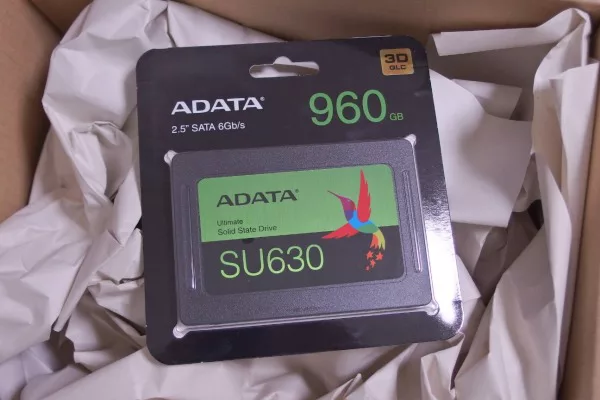 3D
QLC
ADATA®
960 GB
2.5" SATA 6Gb/s
ADATA®
Ultimate
Solid State Drive
SU630